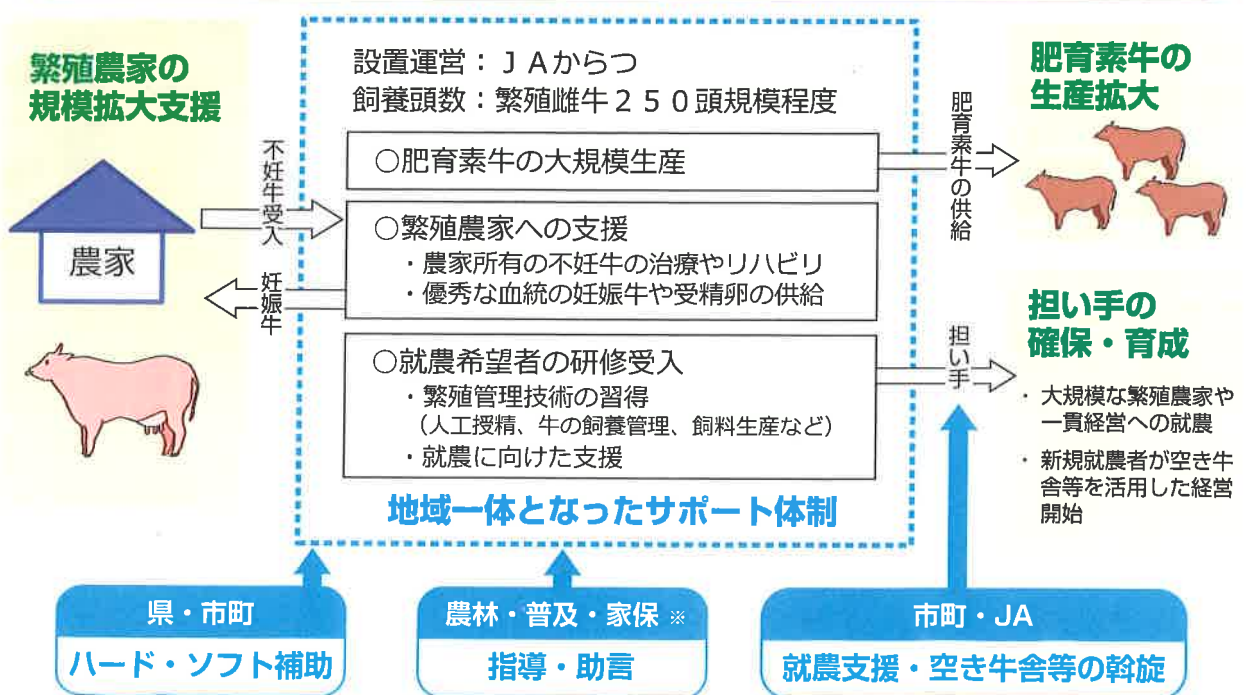 繁殖農家の
規模拡大支援
農家
不妊牛受入
妊娠牛
設置運営：ＪＡからつ
飼養頭数：繁殖雌牛２５０頭規模程度
○肥育素牛の大規模生産
○繁殖農家への支援
・農家所有の不妊牛の治療やリハビリ
・優秀な血統の妊娠牛や受精卵の供給
○就農希望者の研修受入
・繁殖管理技術の習得
（人工授精、牛の飼養管理、飼料生産など）
・就農に向けた支援
地域一体となったサポート体制
肥育素牛の供給
担い手
肥育素牛の
生産拡大
担い手の
確保・育成
・大規模な繁殖農家や
一貫経営への就農
・新規就農者が空き牛
舎等を活用した経営
開始
県・市町
ハード・ソフト補助
農林・普及・家保 ※
指導・助言
市町・JA
就農支援・空き牛舎等の斡旋